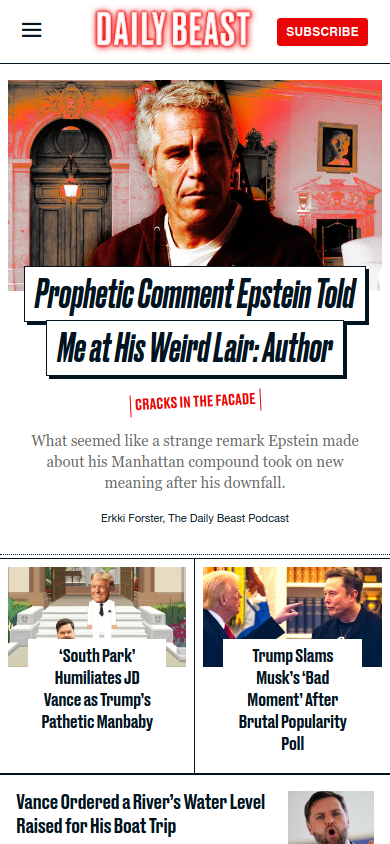 DAILY BEAST
SUBSCRIBE
Prophetic Comment Epstein Told
Me at His Weird Lair: Author
CRACKS IN THE FACADE
What seemed like a strange remark Epstein made
about his Manhattan compound took on new
meaning after his downfall.
Erkki Forster, The Daily Beast Podcast
‘South Park’
Humiliates JD
Vance as Trump’s
Pathetic Manbaby
Trump Slams
Musk’s ‘Bad
Moment’ After
Brutal Popularity
Poll
Vance Ordered a River’s Water Level
Raised for His Boat Trip